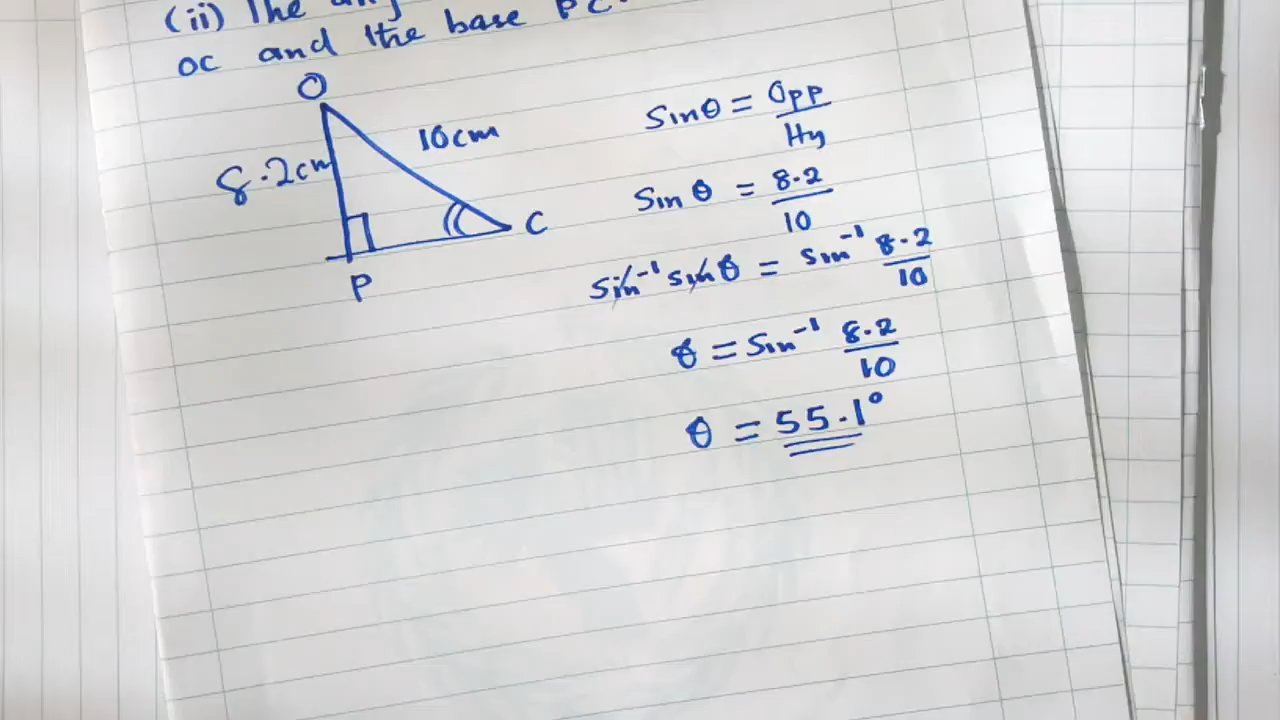 (ii) The
OC and the base PC.
O
10cm
8.2cm
C
P
Sinθ = Opp/Hy
Sin θ = 8.2/10
Sin⁻¹ sinθ = Sin⁻¹ 8.2/10
θ = Sin⁻¹ 8.2/10
θ = 55.1°